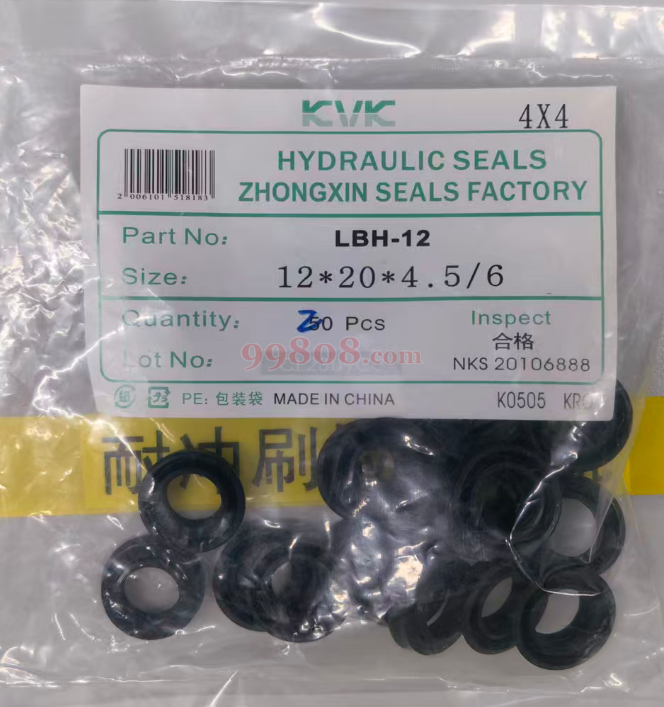 KVK 4X4
HYDRAULIC SEALS
ZHONGXIN SEALS FACTORY
2 006101 518183
Part No: LBH-12
Size: 12*20*4.5/6
Quantity: 50 Pcs
Inspect
合格
Lot No:
NKS 20106888
99808.com
PE: 包装袋 MADE IN CHINA K0505
耐冲刷